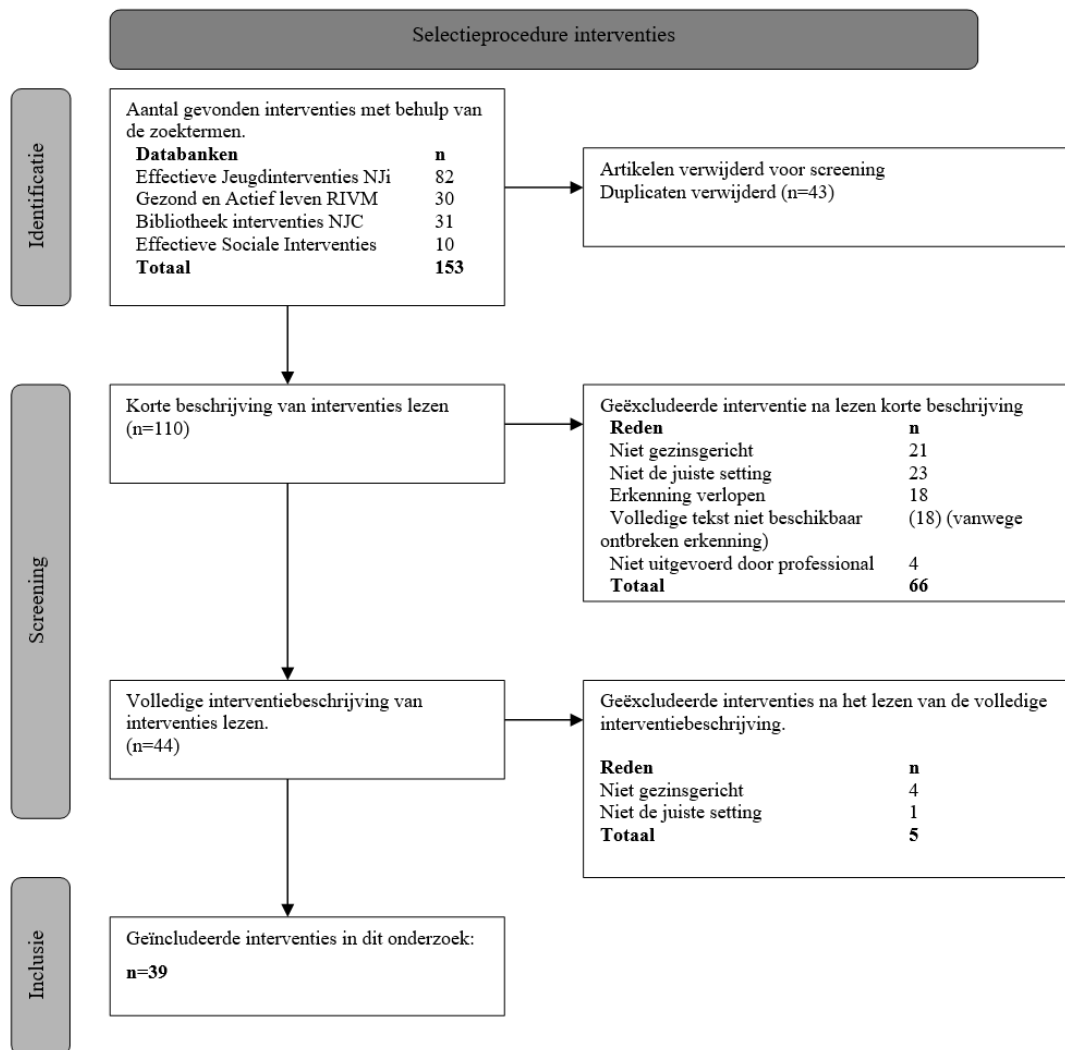 Selectieprocedure interventies
Identificatie
Aantal gevonden interventies met behulp van
de zoektermen.
Databanken n
Effectieve Jeugdinterventies NJi 82
Gezond en Actief leven RIVM 30
Bibliotheek interventies NJC 31
Effectieve Sociale Interventies 10
Totaal 153
Artikelen verwijderd voor screening
Duplicaten verwijderd (n=43)
Screening
Korte beschrijving van interventies lezen
(n=110)
Geëxcludeerde interventie na lezen korte beschrijving
Reden n
Niet gezinsgericht 21
Niet de juiste setting 23
Erkenning verlopen 18
Volledige tekst niet beschikbaar (18) (vanwege
ontbreken erkenning)
Niet uitgevoerd door professional 4
Totaal 66
Volledige interventiebeschrijving van
interventies lezen.
(n=44)
Geëxcludeerde interventies na het lezen van de volledige
interventiebeschrijving.
Reden n
Niet gezinsgericht 4
Niet de juiste setting 1
Totaal 5
Inclusie
Geïncludeerde interventies in dit onderzoek:
n=39